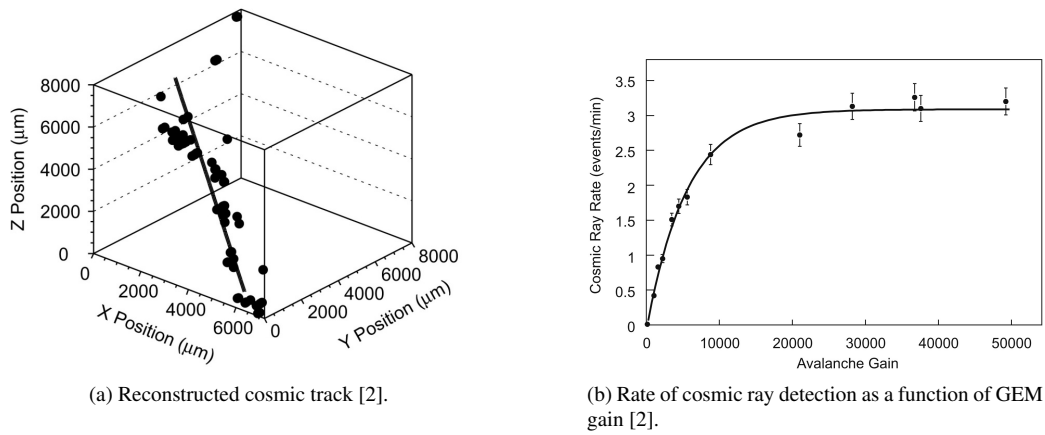 8000
6000
4000
2000
0
Z Position (μm)
0
2000
4000
6000
X Position (μm)
0
2000
4000
6000
8000
Y Position (μm)
(a) Reconstructed cosmic track [2].
3.5
3
2.5
2
1.5
1
0.5
0
Cosmic Ray Rate (events/min)
0 10000 20000 30000 40000 50000
Avalanche Gain
(b) Rate of cosmic ray detection as a function of GEM
gain [2].